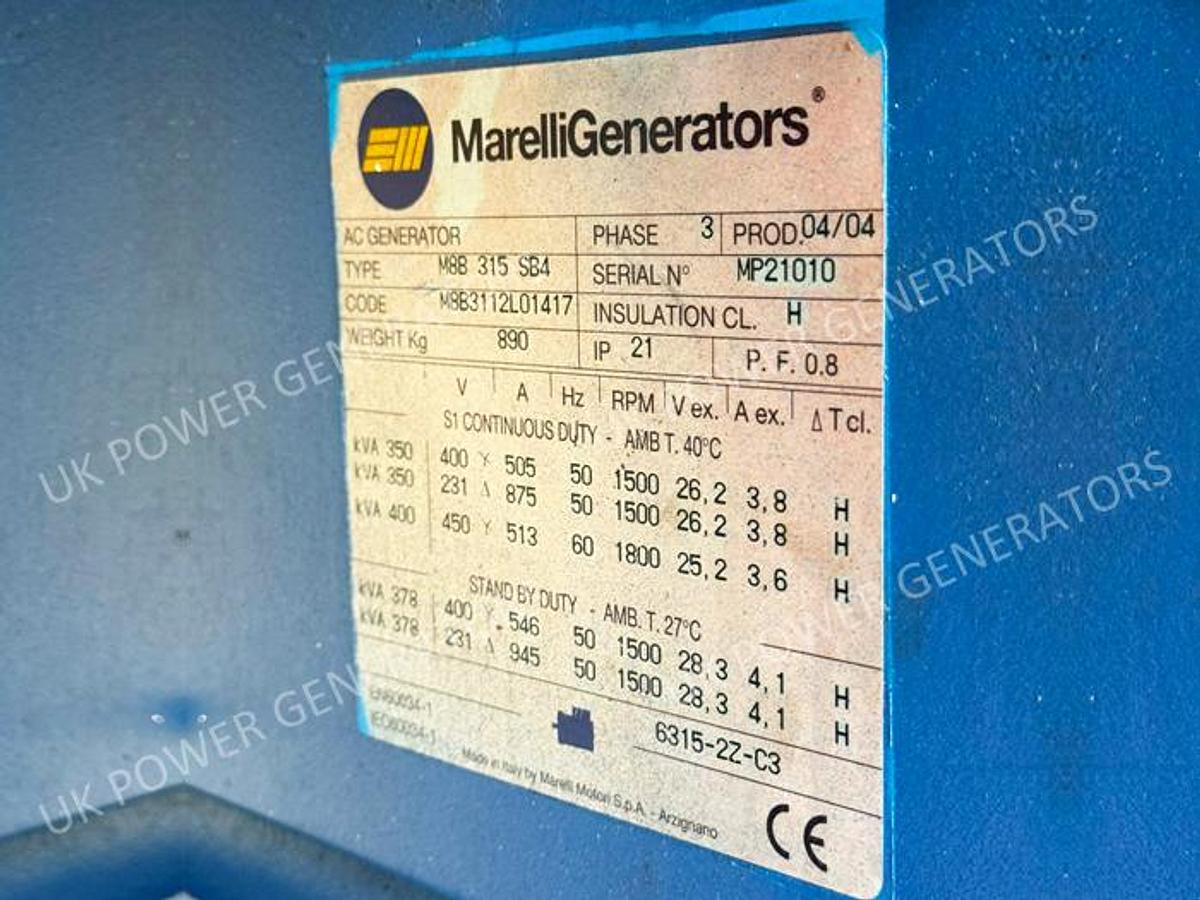 MarelliGenerators®
AC GENERATOR PHASE 3 PROD. 04/04
TYPE M8B 315 SB4 SERIAL N° MP21010
CODE M8B3112L01417 INSULATION CL. H
WEIGHT Kg 890 IP 21 P. F. 0.8
V A Hz RPM V ex. A ex. Δ T cl.
S1 CONTINUOUS DUTY - AMB T. 40°C
kVA 350 400 Y 505 50 1500 26,2 3,8 H
kVA 350 231 Δ 875 50 1500 26,2 3,8 H
kVA 400 450 Y 513 60 1800 25,2 3,6 H
STAND BY DUTY - AMB. T. 27°C
kVA 378 400 Y 546 50 1500 28,3 4,1 H
kVA 378 231 Δ 945 50 1500 28,3 4,1 H
EN60034-1
IEC60034-1
6315-2Z-C3
Made in Italy by Marelli Motori S.p.A. - Arzignano
CE
UK POWER GENERATORS
UK POWER GENERATORS